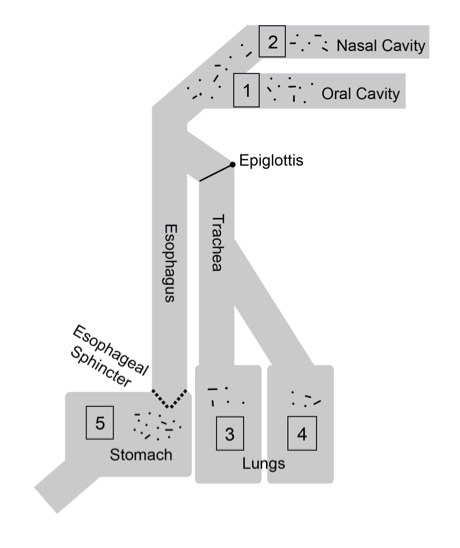 2
Nasal Cavity
1
Oral Cavity
Epiglottis
Esophagus
Trachea
Esophageal
Sphincter
5
3
4
Stomach
Lungs